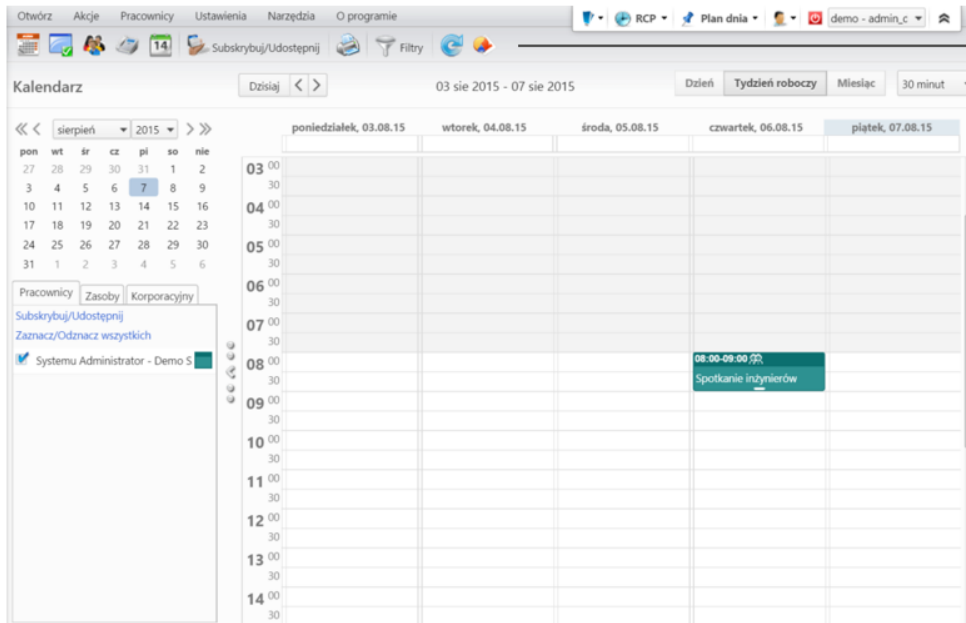 Otwórz Akcje Pracownicy Ustawienia Narzędzia O programie
RCP Plan dnia demo - admin_c
14 Subskrybuj/Udostępnij Filtry
Kalendarz
Dzisiaj < > 03 sie 2015 - 07 sie 2015 Dzień Tydzień roboczy Miesiąc 30 minut
sierpień 2015
pon wt śr cz pi so nie
27 28 29 30 31 1 2
3 4 5 6 7 8 9
10 11 12 13 14 15 16
17 18 19 20 21 22 23
24 25 26 27 28 29 30
31 1 2 3 4 5 6
Pracownicy Zasoby Korporacyjny
Subskrybuj/Udostępnij
Zaznacz/Odznacz wszystkich
Systemu Administrator - Demo S
poniedziałek, 03.08.15 wtorek, 04.08.15 środa, 05.08.15 czwartek, 06.08.15 piątek, 07.08.15
03 00
30
04 00
30
05 00
30
06 00
30
07 00
30
08 00
30
09 00
30
10 00
30
11 00
30
12 00
30
13 00
30
14 00
30
08:00-09:00
Spotkanie inżynierów